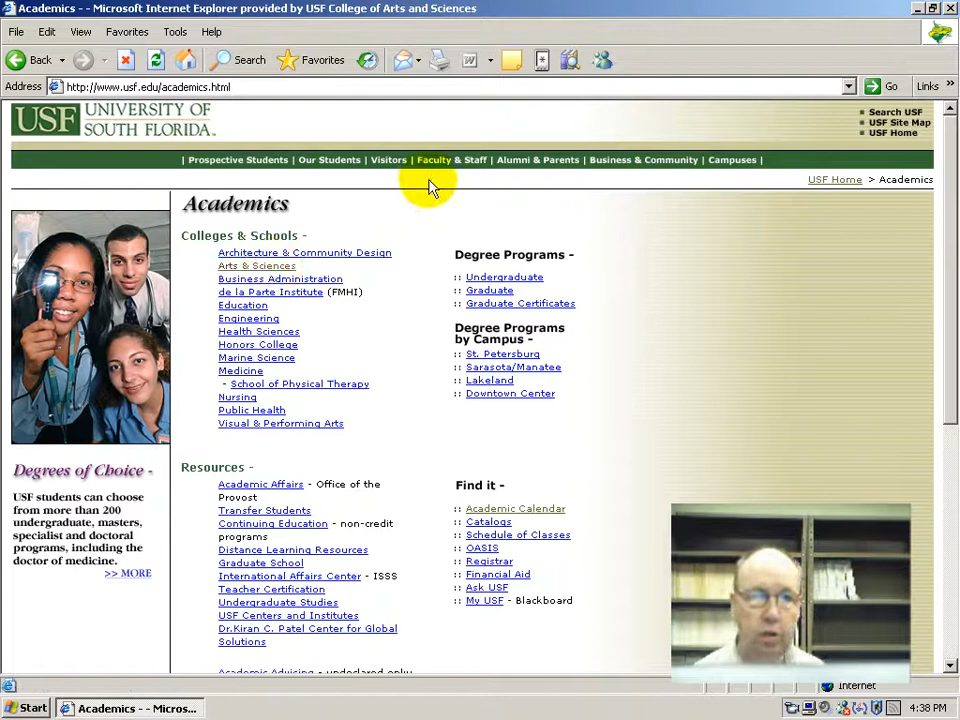 Academics - - Microsoft Internet Explorer provided by USF College of Arts and Sciences
File Edit View Favorites Tools Help
Back Search Favorites
Address http://www.usf.edu/academics.html Go Links »
USF UNIVERSITY OF
SOUTH FLORIDA
Search USF
USF Site Map
USF Home
| Prospective Students | Our Students | Visitors | Faculty & Staff | Alumni & Parents | Business & Community | Campuses |
USF Home > Academics
Academics
Colleges & Schools -
Architecture & Community Design
Arts & Sciences
Business Administration
de la Parte Institute (FMHI)
Education
Engineering
Health Sciences
Honors College
Marine Science
Medicine
- School of Physical Therapy
Nursing
Public Health
Visual & Performing Arts
Degree Programs -
:: Undergraduate
:: Graduate
:: Graduate Certificates
Degree Programs
by Campus -
:: St. Petersburg
:: Sarasota/Manatee
:: Lakeland
:: Downtown Center
Degrees of Choice -
USF students can choose
from more than 200
undergraduate, masters,
specialist and doctoral
programs, including the
doctor of medicine.
>> MORE
Resources -
Academic Affairs - Office of the
Provost
Transfer Students
Continuing Education - non-credit
programs
Distance Learning Resources
Graduate School
International Affairs Center - ISSS
Teacher Certification
Undergraduate Studies
USF Centers and Institutes
Dr.Kiran C. Patel Center for Global
Solutions
Academic Advising - undeclared only
Find it -
:: Academic Calendar
:: Catalogs
:: Schedule of Classes
:: OASIS
:: Registrar
:: Financial Aid
:: Ask USF
:: My USF - Blackboard
Internet
Start Academics - - Micros... 4:38 PM